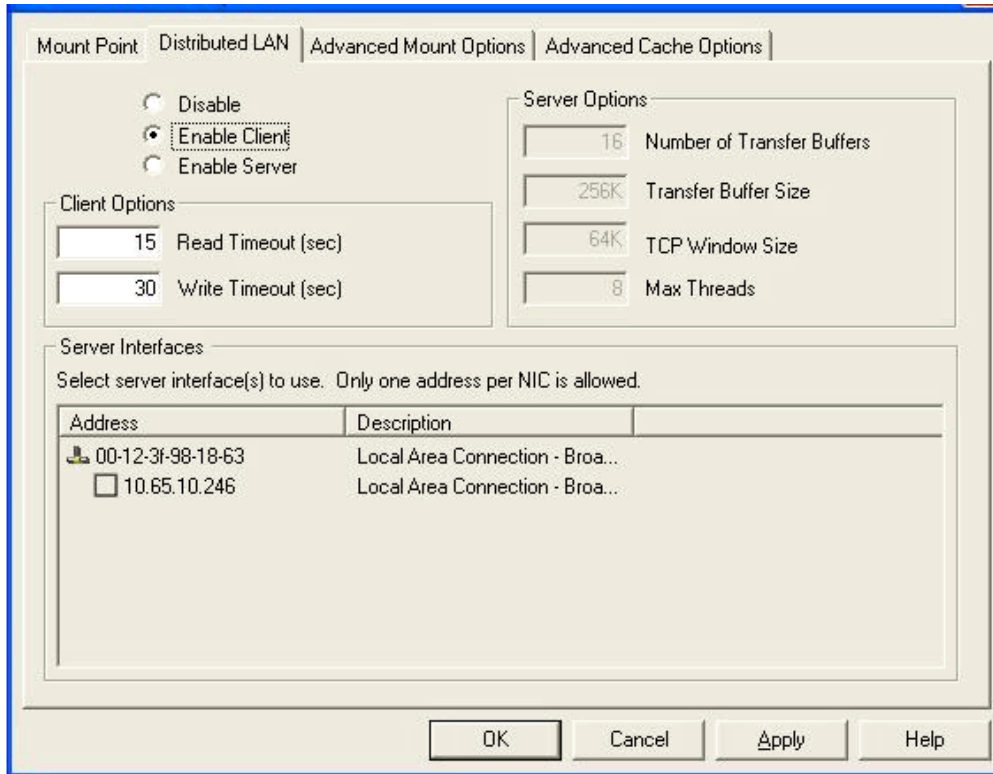 Mount Point Distributed LAN Advanced Mount Options Advanced Cache Options
Disable
Enable Client
Enable Server
Client Options
15 Read Timeout (sec)
30 Write Timeout (sec)
Server Options
16 Number of Transfer Buffers
256K Transfer Buffer Size
64K TCP Window Size
8 Max Threads
Server Interfaces
Select server interface(s) to use. Only one address per NIC is allowed.
Address Description
00-12-3f-98-18-63 Local Area Connection - Broa...
10.65.10.246 Local Area Connection - Broa...
OK Cancel Apply Help